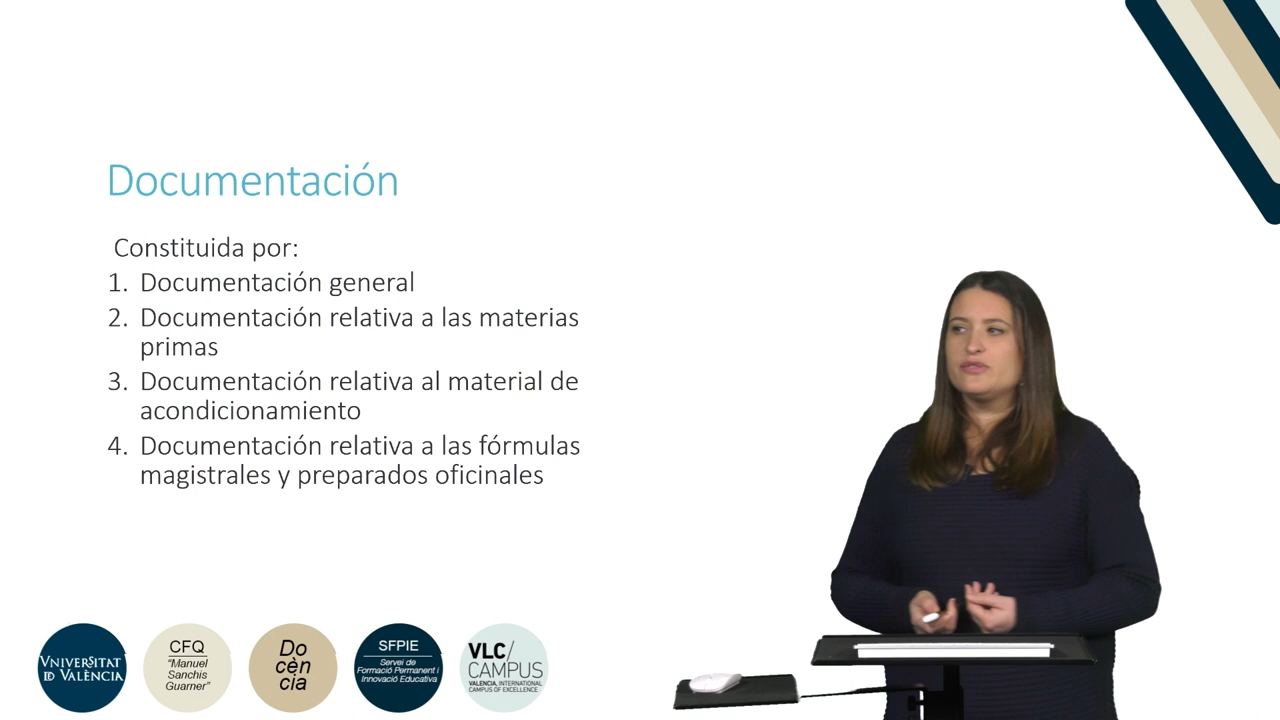 Documentación
Constituida por:
1. Documentación general
2. Documentación relativa a las materias
primas
3. Documentación relativa al material de
acondicionamiento
4. Documentación relativa a las fórmulas
magistrales y preparados oficinales
VNIVERSITAT
ID VALÈNCIA
CFQ
"Manuel
Sanchis
Guarner"
Do
cèn
cia
SFPIE
Servei de
Formació Permanent i
Innovació Educativa
VLC/
CAMPUS
VALENCIA, INTERNATIONAL
CAMPUS OF EXCELLENCE